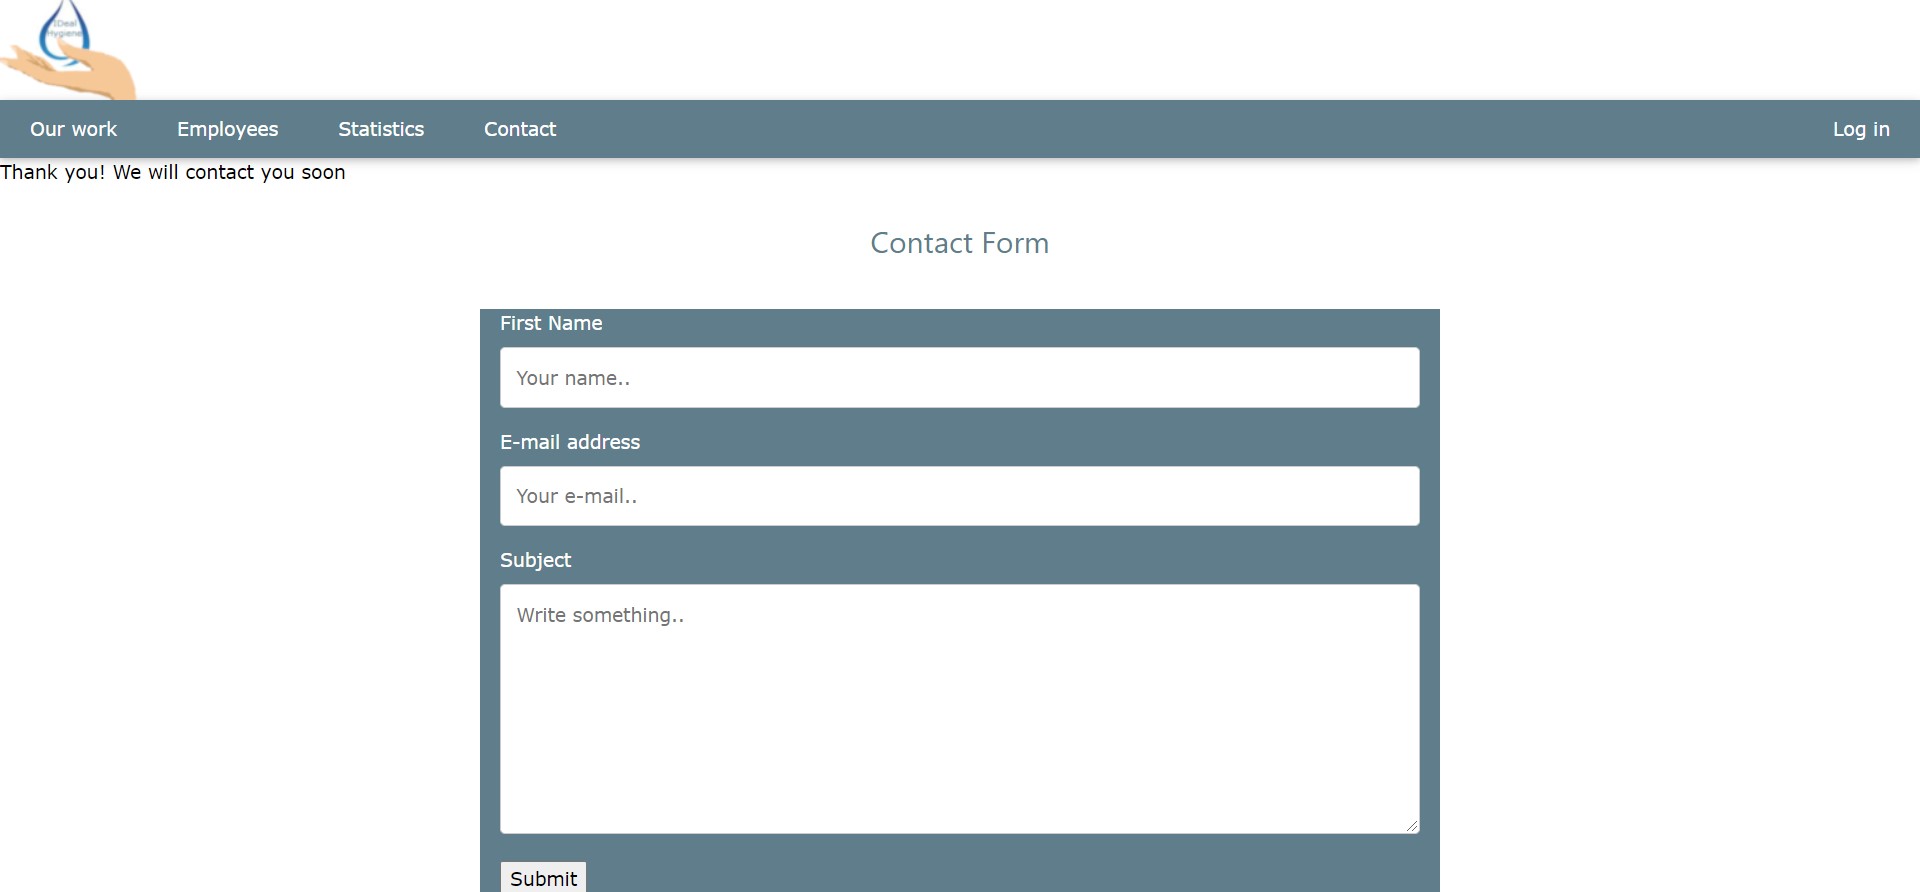 IDeal
Hygiene
Our work Employees Statistics Contact Log in
Thank you! We will contact you soon
Contact Form
First Name
Your name..
E-mail address
Your e-mail..
Subject
Write something..
Submit